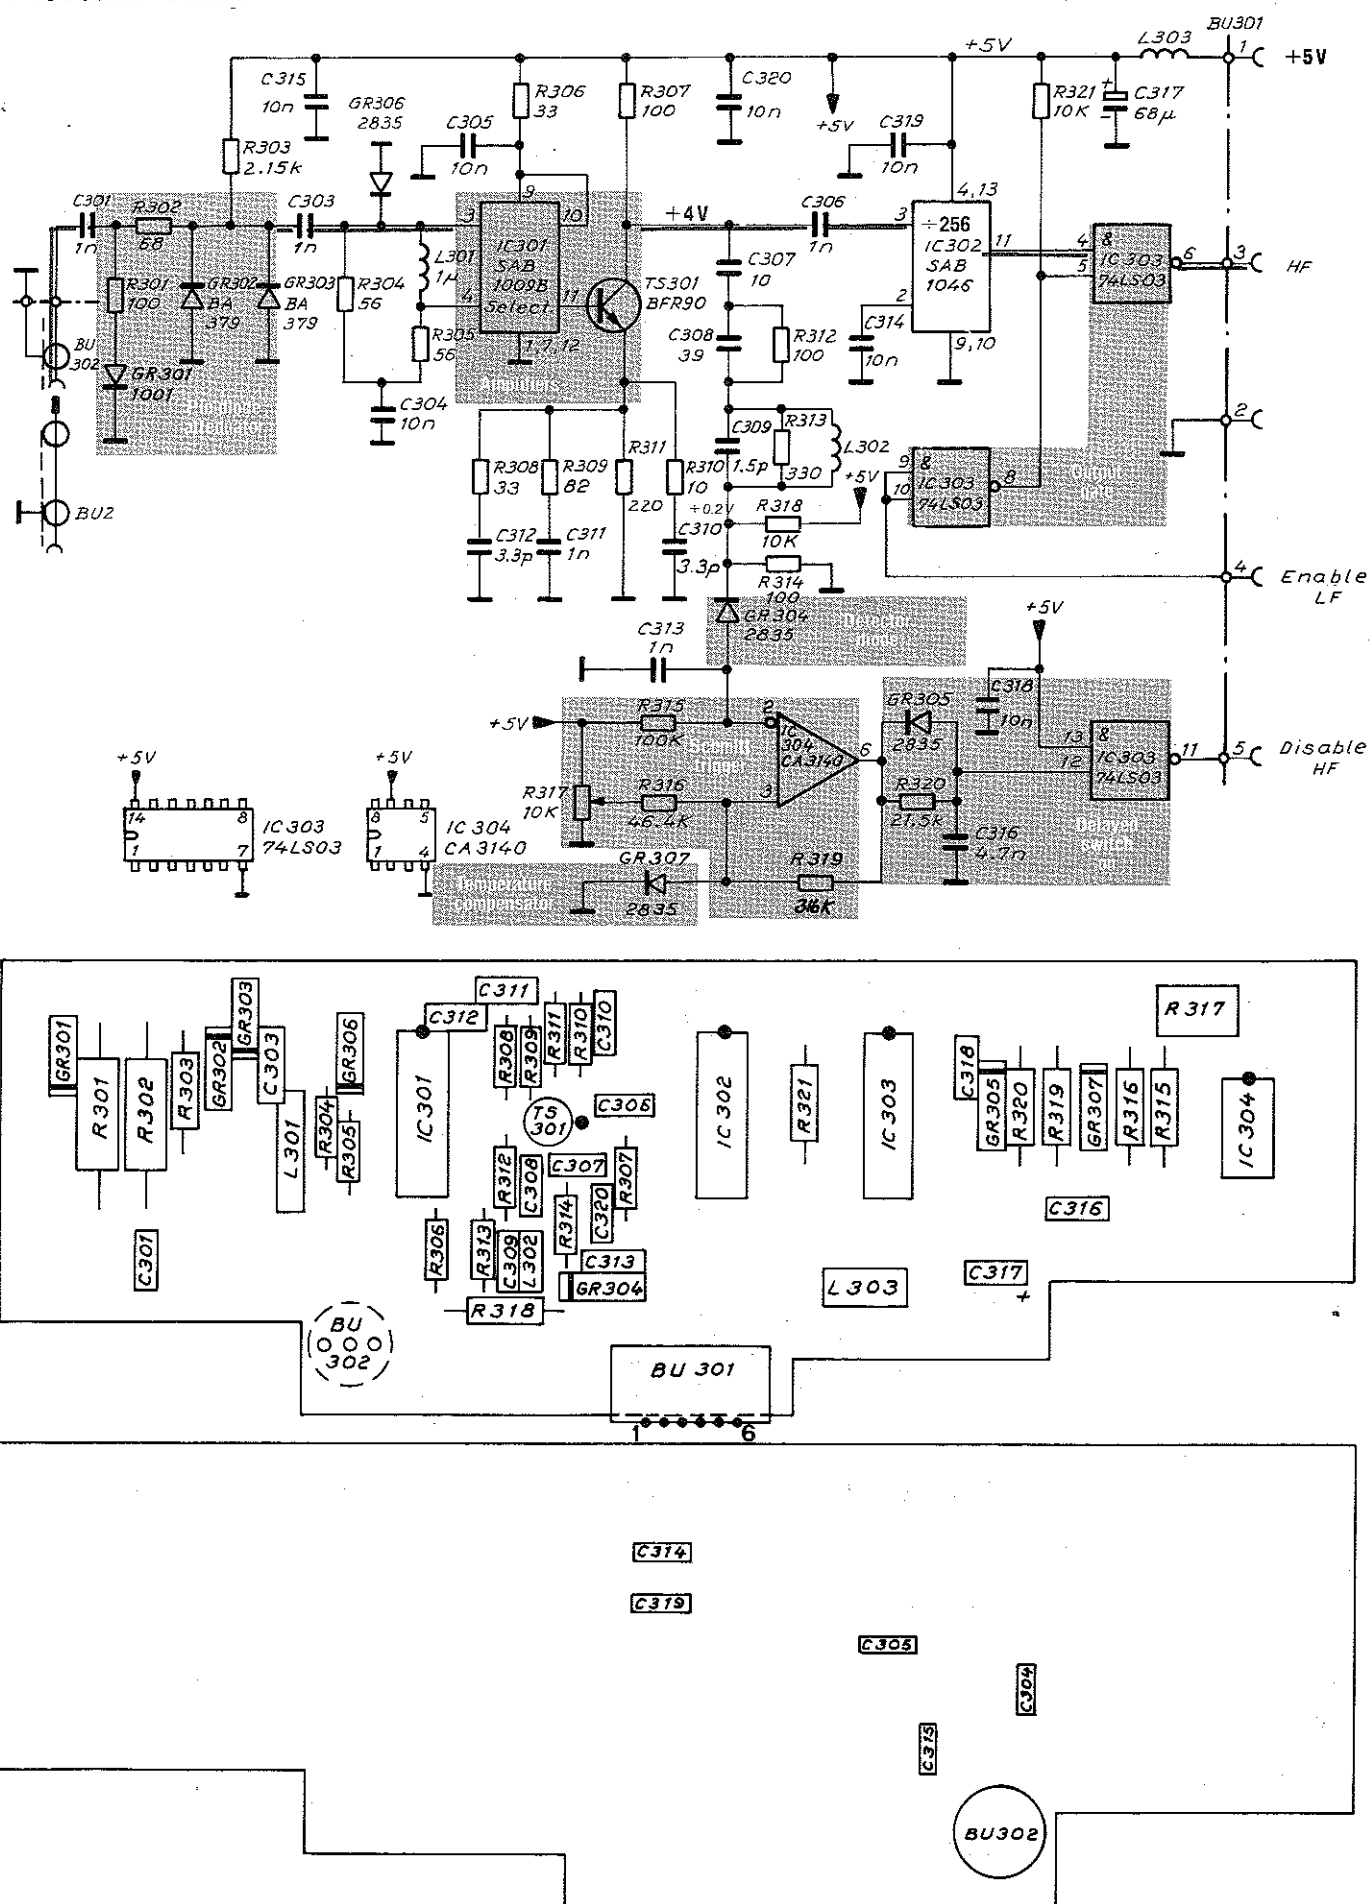 BU301
L303
+5V
1
+5V
C315
10n
GR306
2835
R306
33
R307
100
C320
10n
+5V
C319
10n
R321
10K
+
C317
68μ
R303
2.15k
C305
10n
C301
1n
R302
68
C303
1n
9
3
10
IC301
SAB
1009B
Select
4
11
1,7,12
+4V
C306
1n
4,13
3
÷256
IC302
SAB
1046
11
2
9,10
4
&
5
IC303
74LS03
6
3
HF
R301
100
GR302
BA
379
GR303
BA
379
R304
56
L301
1μ
R305
56
TS301
BFR90
C307
10
C308
39
R312
100
C314
10n
BU
302
GR301
1001
attenuator
Amplifiers
C304
10n
BU2
R308
33
R309
82
R311
220
R310
10
C309
1.5p
R313
330
L302
+5V
÷0.2V
R318
10K
9
&
10
IC303
74LS03
8
Output
gate
2
C312
3.3p
C311
1n
C310
3.3p
R314
100
4
Enable
LF
GR304
2835
Detector
diode
+5V
C313
1n
+5V
R315
100K
2
IC
304
CA3140
6
Schmitt
trigger
3
R317
10K
R316
46.4K
GR305
2835
R320
21.5k
C316
4.7n
C318
10n
13
&
12
IC303
74LS03
11
5
Disable
HF
Delayed
switch
on
+5V
14
8
1
7
IC303
74LS03
+5V
8
5
1
4
IC304
CA3140
GR307
2835
R319
316K
Temperature
compensator
GR301
R301
R302
R303
GR302
GR303
C303
L301
R304
GR306
R305
C301
IC301
C312
C311
R308
R309
R311
R310
C310
TS
301
C306
R312
C308
C307
R307
R306
R313
C309
L302
R314
C320
C313
GR304
R318
IC302
R321
IC303
L303
C318
GR305
R320
R319
GR307
R316
R315
R317
IC304
C316
C317
+
BU
302
BU 301
1
6
C314
C319
C305
C304
C315
BU302